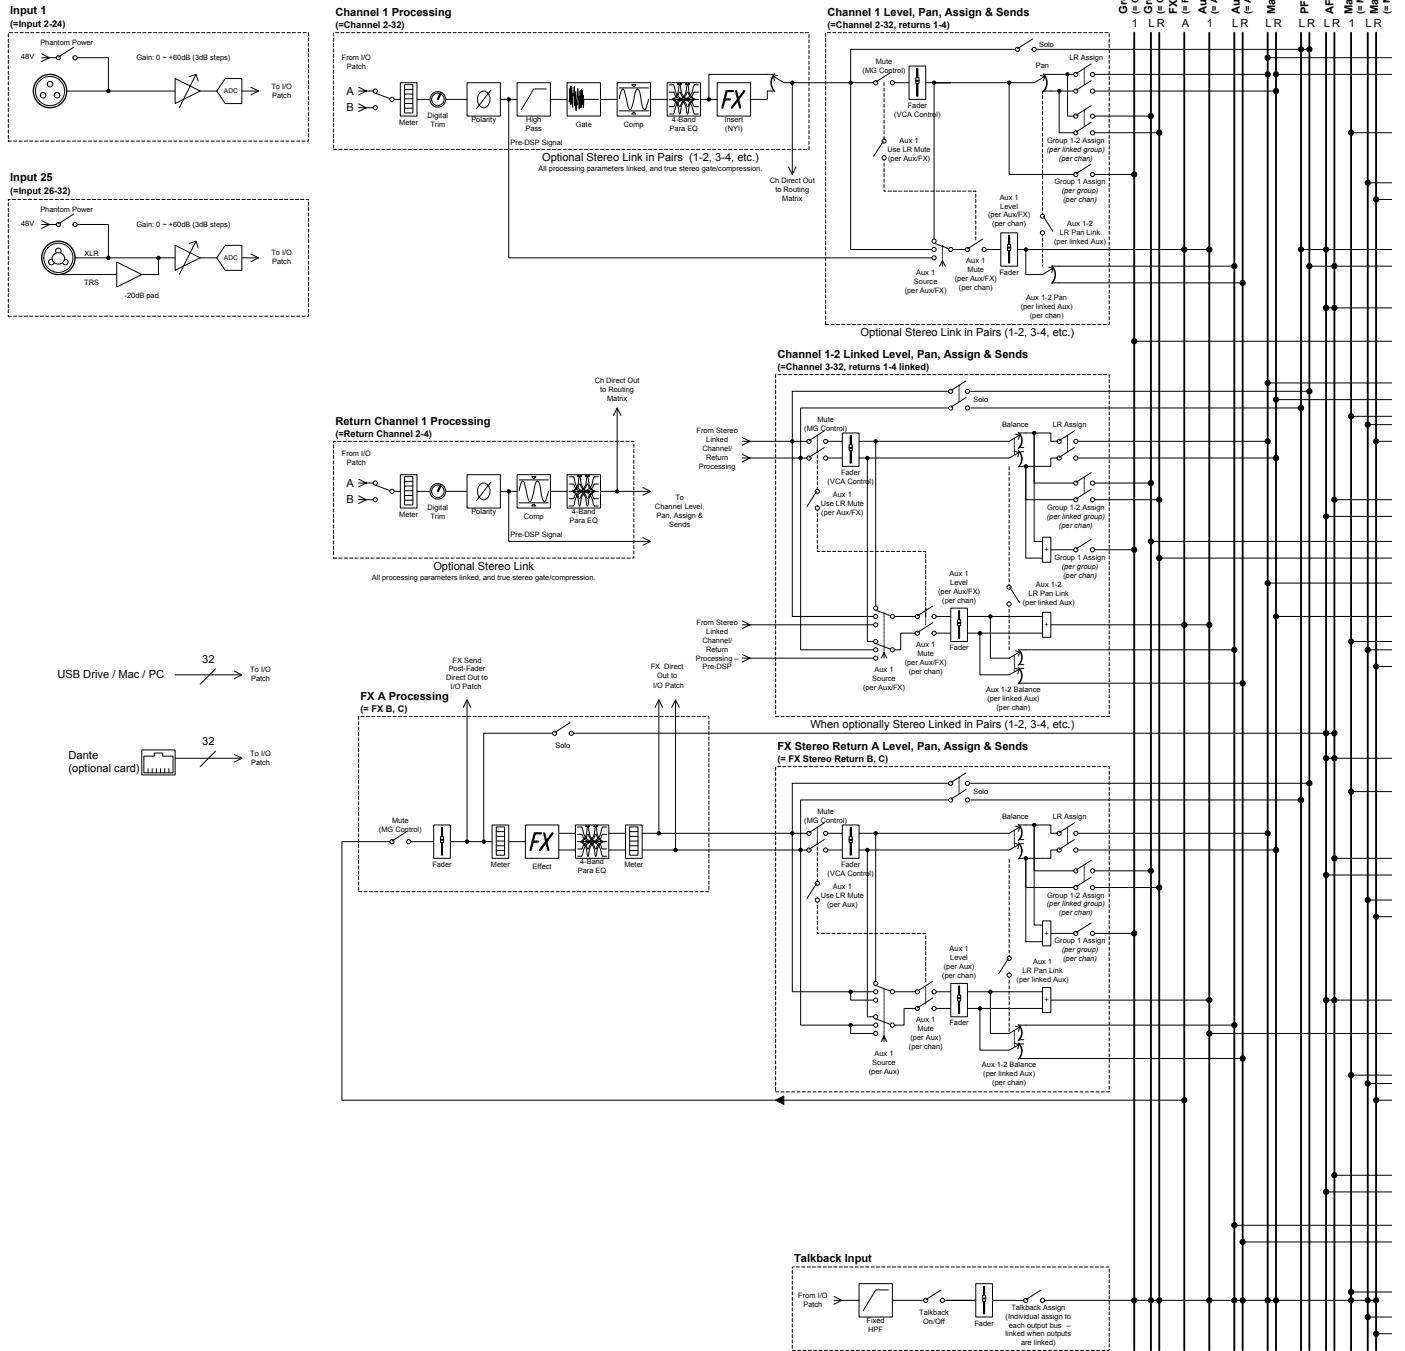 Input 1
(=Input 2-24)
Phantom Power
48V
Gain: 0 ~ +60dB (3dB steps)
ADC
To I/O
Patch
Input 25
(=Input 26-32)
Phantom Power
48V
Gain: 0 ~ +60dB (3dB steps)
XLR
TRS
ADC
To I/O
Patch
-20dB pad
Channel 1 Processing
(=Channel 2-32)
From I/O
Patch
A
B
Meter
Digital
Trim
Polarity
High
Pass
Gate
Comp
4-Band
Para EQ
FX
Insert
(NYI)
Pre-DSP Signal
Optional Stereo Link in Pairs (1-2, 3-4, etc.)
All processing parameters linked, and true stereo gate/compression.
Ch Direct Out
to Routing
Matrix
Channel 1 Level, Pan, Assign & Sends
(=Channel 2-32, returns 1-4)
Solo
Mute
(MG Control)
Fader
(VCA Control)
Pan
LR Assign
Aux 1
Use LR Mute
(per Aux/FX)
Group 1-2 Assign
(per linked group)
(per chan)
Group 1 Assign
(per group)
(per chan)
Aux 1
Level
(per Aux/FX)
(per chan)
Aux 1-2
LR Pan Link
(per linked Aux)
Aux 1
Source
(per Aux/FX)
Aux 1
Mute
(per Aux/FX)
(per chan)
Fader
Aux 1-2 Pan
(per linked Aux)
(per chan)
Optional Stereo Link in Pairs (1-2, 3-4, etc.)
1 L R A 1 L R L R L R L R 1 L R
Return Channel 1 Processing
(=Return Channel 2-4)
Ch Direct Out
to Routing
Matrix
From I/O
Patch
A
B
Meter
Digital
Trim
Polarity
Comp
4-Band
Para EQ
Pre-DSP Signal
To
Channel Level,
Pan, Assign &
Sends
Optional Stereo Link
All processing parameters linked, and true stereo gate/compression.
Channel 1-2 Linked Level, Pan, Assign & Sends
(=Channel 3-32, returns 1-4 linked)
Solo
From Stereo
Linked
Channel/
Return
Processing
Mute
(MG Control)
Fader
(VCA Control)
Balance
LR Assign
Aux 1
Use LR Mute
(per Aux/FX)
Group 1-2 Assign
(per linked group)
(per chan)
+
Group 1 Assign
(per group)
(per chan)
Aux 1
Level
(per Aux/FX)
(per chan)
Aux 1-2
LR Pan Link
(per linked Aux)
From Stereo
Linked
Channel/
Return
Processing –
Pre-DSP
+
Aux 1
Source
(per Aux/FX)
Aux 1
Mute
(per Aux/FX)
(per chan)
Fader
Aux 1-2 Balance
(per linked Aux)
(per chan)
When optionally Stereo Linked in Pairs (1-2, 3-4, etc.)
USB Drive / Mac / PC
32
To I/O
Patch
Dante
(optional card)
32
To I/O
Patch
FX A Processing
(= FX B, C)
FX Send
Post-Fader
Direct Out to
I/O Patch
FX Direct
Out to
I/O Patch
Solo
Mute
(MG Control)
Fader
Meter
FX
Effect
4-Band
Para EQ
Meter
FX Stereo Return A Level, Pan, Assign & Sends
(= FX Stereo Return B, C)
Solo
Mute
(MG Control)
Fader
(VCA Control)
Balance
LR Assign
Aux 1
Use LR Mute
(per Aux)
Group 1-2 Assign
(per linked group)
(per chan)
+
Group 1 Assign
(per group)
(per chan)
Aux 1
Level
(per Aux)
(per chan)
Aux 1
LR Pan Link
(per linked Aux)
+
Aux 1
Source
(per Aux)
Aux 1
Mute
(per Aux)
(per chan)
Fader
Aux 1-2 Balance
(per linked Aux)
(per chan)
Talkback Input
From I/O
Patch
Fixed
HPF
Talkback
On/Off
Fader
Talkback Assign
(Individual assign to
each output bus –
linked when outputs
are linked)